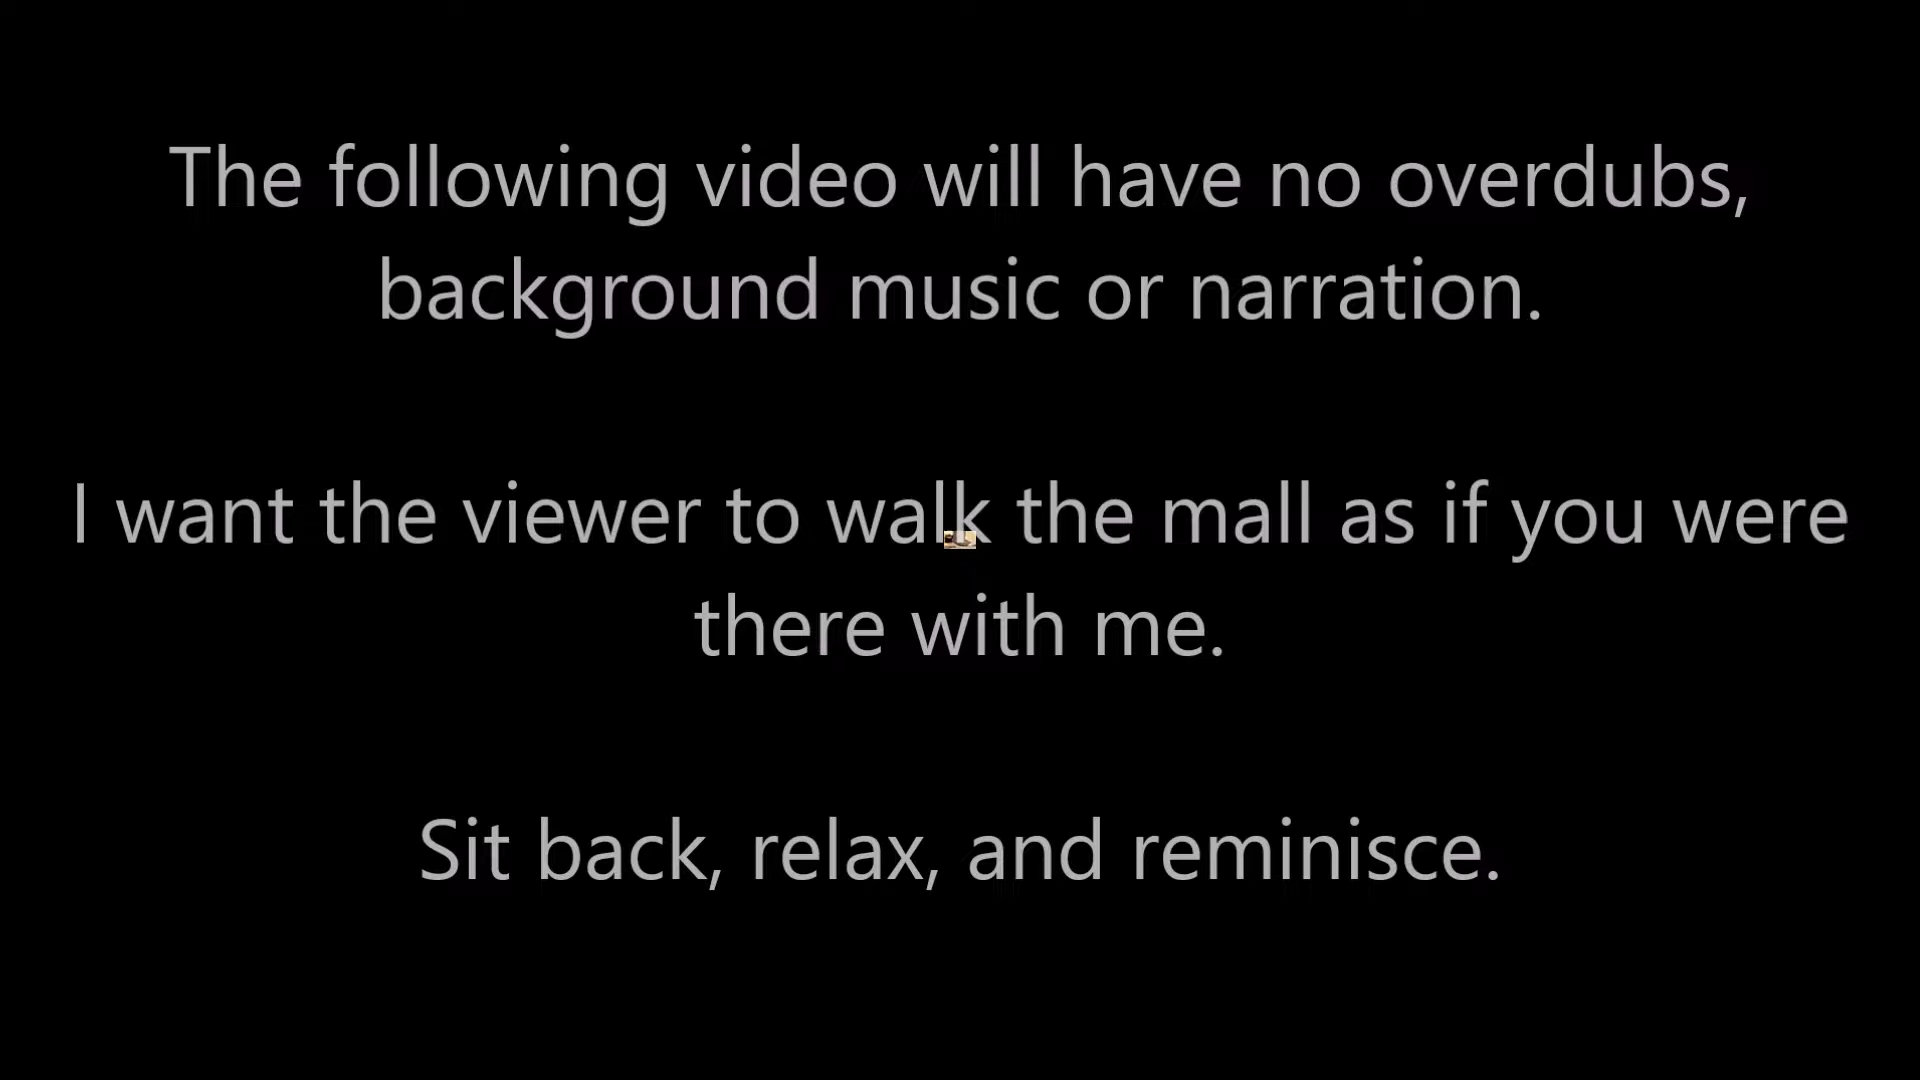 The following video will have no overdubs,
background music or narration.
I want the viewer to walk the mall as if you were
there with me.
Sit back, relax, and reminisce.